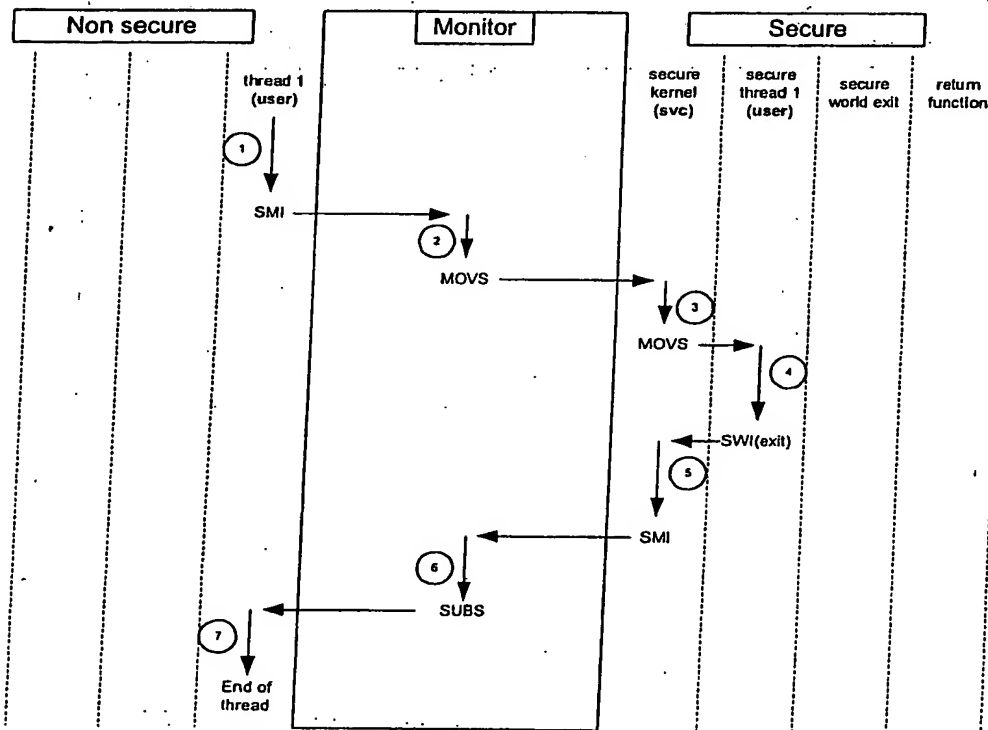 Non secure
Monitor
Secure
thread 1
(user)
secure
kernel
(svc)
secure
thread 1
(user)
secure
world exit
return
function
1
SMI
2
MOVS
3
MOVS
4
SWI(exit)
5
SMI
6
SUBS
7
End of
thread